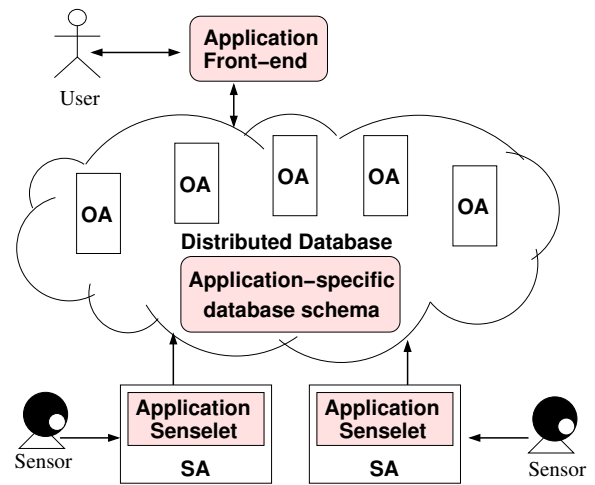 Application
Front−end
User
OA
OA
OA
OA
OA
Distributed Database
Application−specific
database schema
Application
Senselet
SA
Sensor
Application
Senselet
SA
Sensor